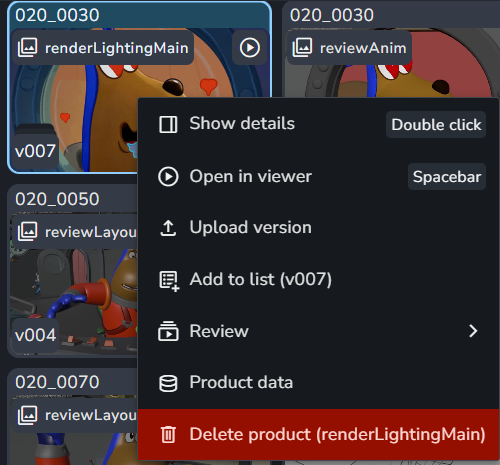 020_0030
020_0030
renderLightingMain
reviewAnim
v007
Show details
Double click
Open in viewer
Spacebar
020_0050
Upload version
reviewLayou
Add to list (v007)
v004
Review
020_0070
Product data
reviewLayou
Delete product (renderLightingMain)